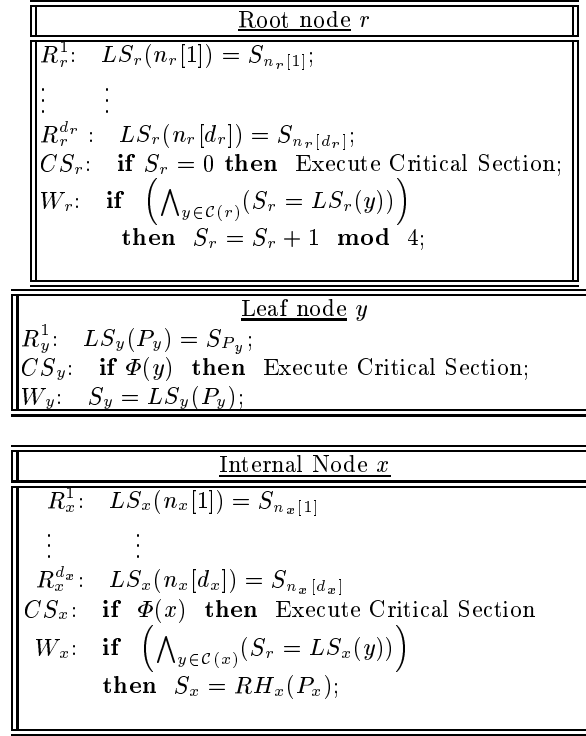 Root node r
R_r^1: LS_r(n_r[1]) = S_{n_r[1]};
⋮ ⋮
R_r^{d_r}: LS_r(n_r[d_r]) = S_{n_r[d_r]};
CS_r: if S_r = 0 then Execute Critical Section;
W_r: if (⋀_{y∈C(r)}(S_r = LS_r(y)))
then S_r = S_r + 1 mod 4;
Leaf node y
R_y^1: LS_y(P_y) = S_{P_y};
CS_y: if Φ(y) then Execute Critical Section;
W_y: S_y = LS_y(P_y);
Internal Node x
R_x^1: LS_x(n_x[1]) = S_{n_x[1]}
⋮ ⋮
R_x^{d_x}: LS_x(n_x[d_x]) = S_{n_x[d_x]}
CS_x: if Φ(x) then Execute Critical Section
W_x: if (⋀_{y∈C(x)}(S_r = LS_x(y)))
then S_x = RH_x(P_x);